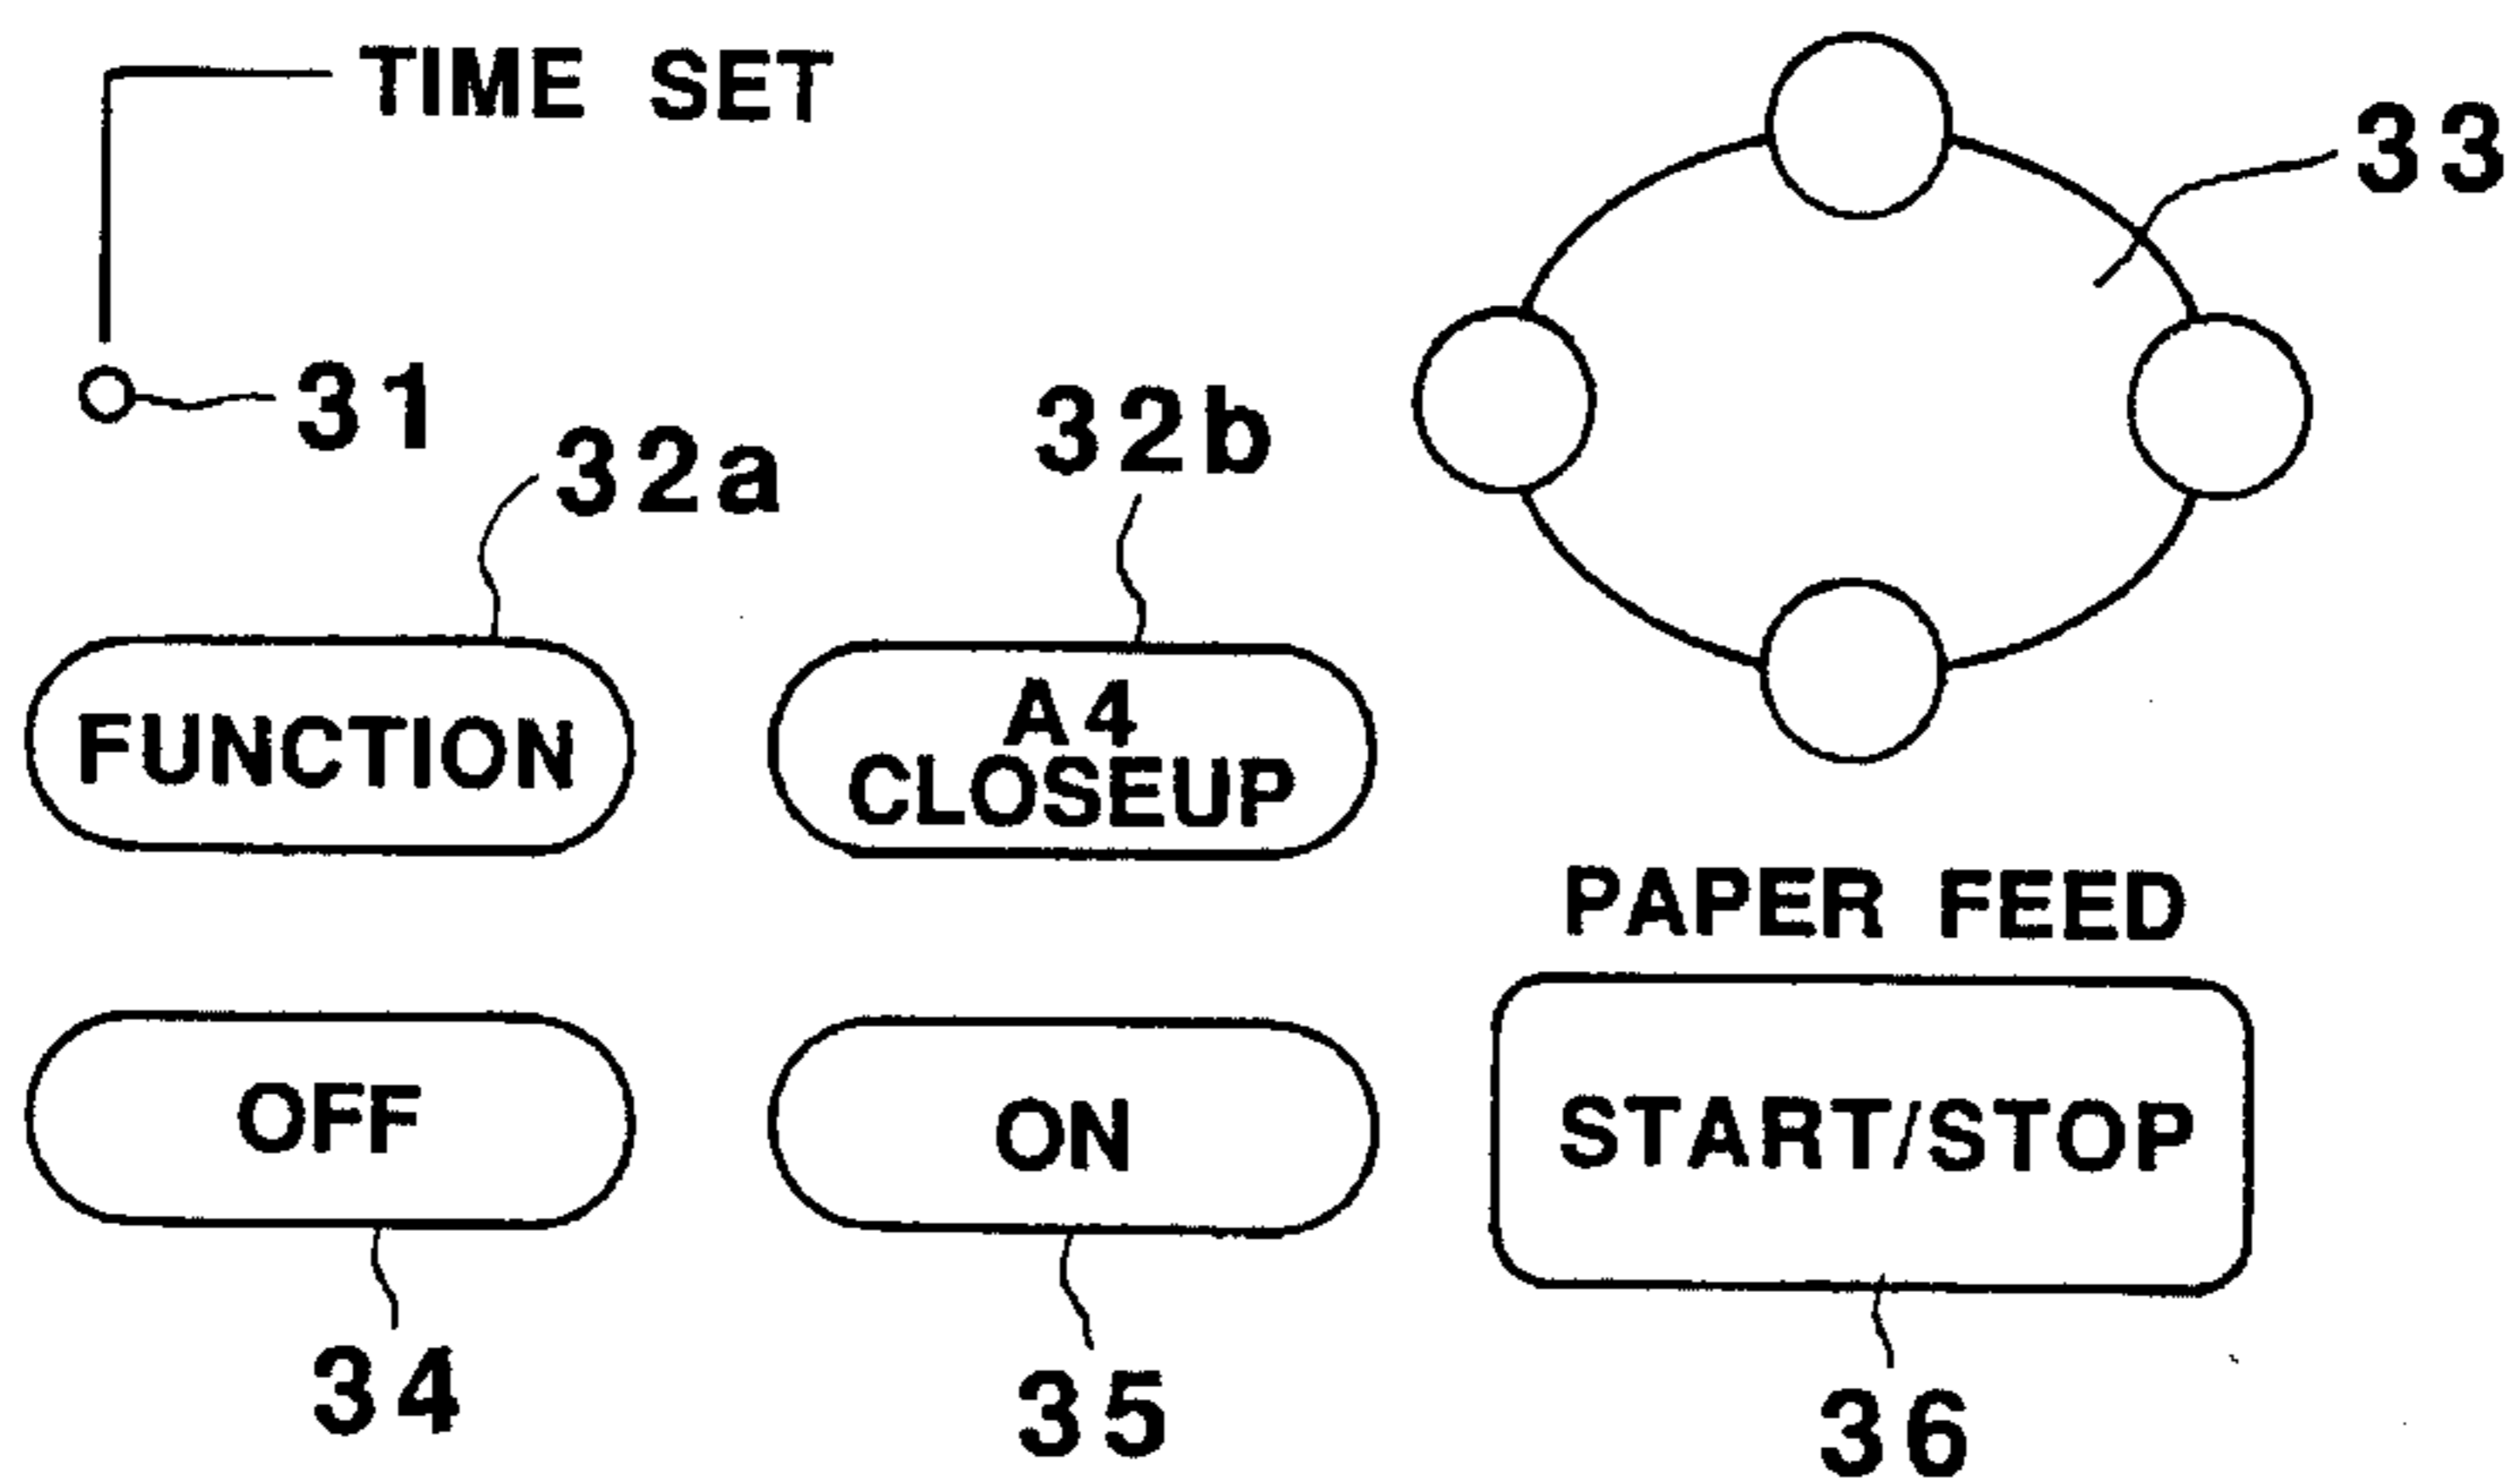 TIME SET
33
31
32a
32b
FUNCTION
A4
CLOSEUP
PAPER FEED
OFF
ON
START/STOP
34
35
36